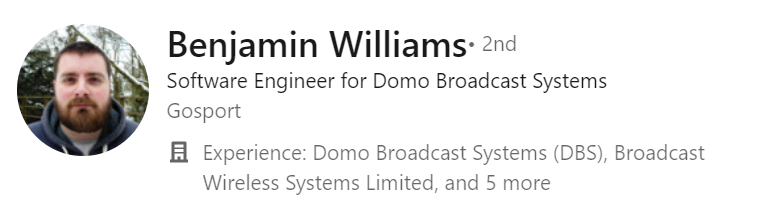 Benjamin Williams• 2nd
Software Engineer for Domo Broadcast Systems
Gosport
Experience: Domo Broadcast Systems (DBS), Broadcast
Wireless Systems Limited, and 5 more